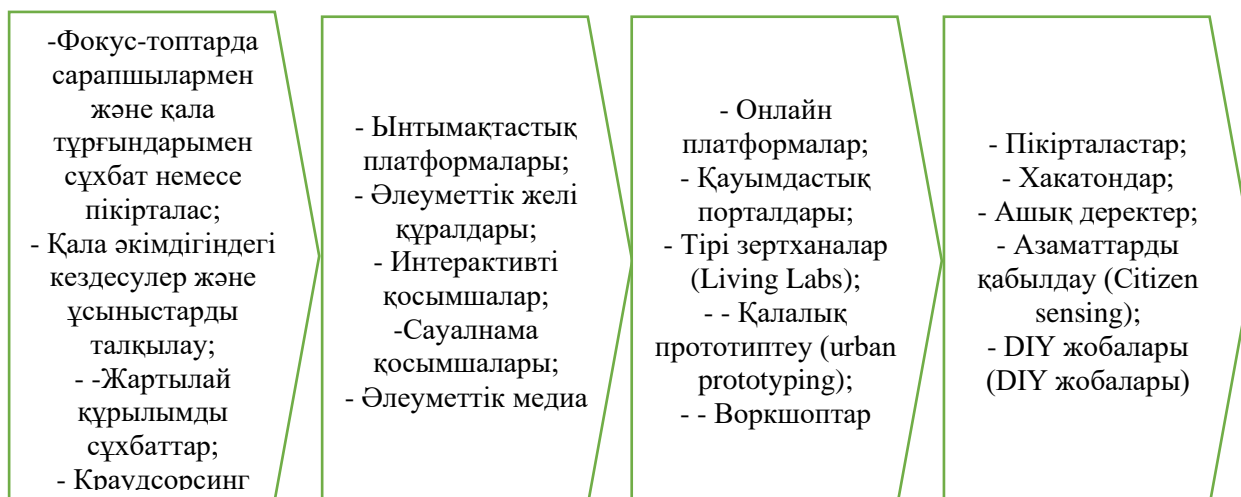 -Фокус-топтарда
сарапшылармен
және қала
тұрғындарымен
сұхбат немесе
пікірталас;
- Қала әкімдігіндегі
кездесулер және
ұсыныстарды
талқылау;
- -Жартылай
құрылымды
сұхбаттар;
- Краудсорсинг
- Ынтымақтастық
платформалары;
- Әлеуметтік желі
құралдары;
- Интерактивті
қосымшалар;
-Сауалнама
қосымшалары;
- Әлеуметтік медиа
- Онлайн
платформалар;
- Қауымдастық
порталдары;
- Тірі зертханалар
(Living Labs);
- - Қалалық
прототиптеу (urban
prototyping);
- - Воркшоптар
- Пікірталастар;
- Хакатондар;
- Ашық деректер;
- Азаматтарды
қабылдау (Citizen
sensing);
- DIY жобалары
(DIY жобалары)